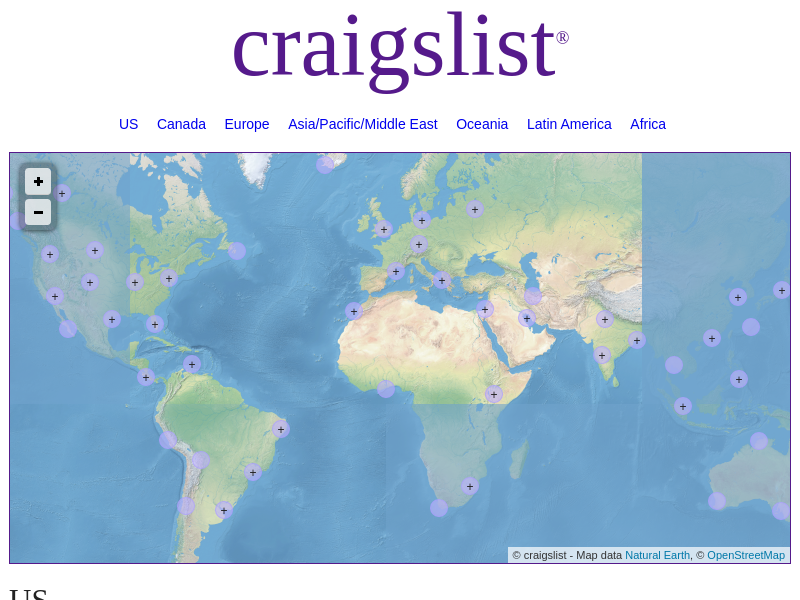 craigslist®
US Canada Europe Asia/Pacific/Middle East Oceania Latin America Africa
© craigslist - Map data Natural Earth, © OpenStreetMap
US